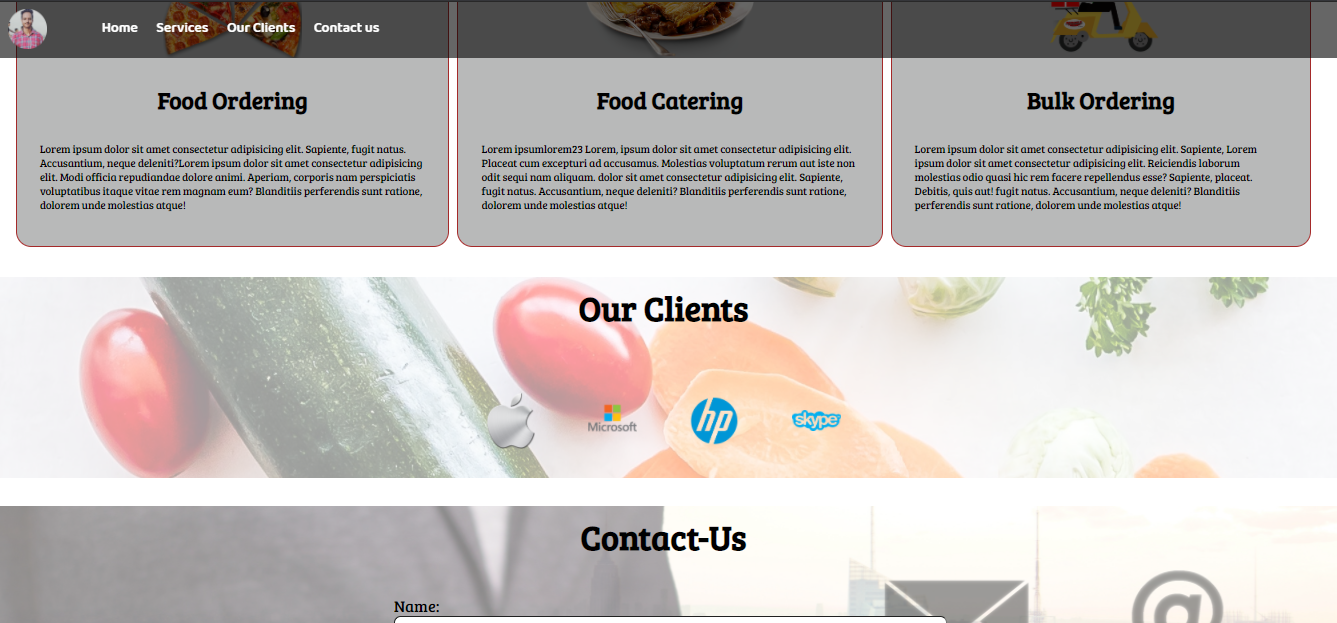 Home Services Our Clients Contact us
Food Ordering
Lorem ipsum dolor sit amet consectetur adipisicing elit. Sapiente, fugit natus.
Accusantium, neque deleniti?Lorem ipsum dolor sit amet consectetur adipisicing
elit. Modi officia repudiandae dolore animi. Aperiam, corporis nam perspiciatis
voluptatibus itaque vitae rem magnam eum? Blanditiis perferendis sunt ratione,
dolorem unde molestias atque!
Food Catering
Lorem ipsumlorem23 Lorem, ipsum dolor sit amet consectetur adipisicing elit.
Placeat cum excepturi ad accusamus. Molestias voluptatum rerum aut iste non
odit sequi nam aliquam. dolor sit amet consectetur adipisicing elit. Sapiente,
fugit natus. Accusantium, neque deleniti? Blanditiis perferendis sunt ratione,
dolorem unde molestias atque!
Bulk Ordering
Lorem ipsum dolor sit amet consectetur adipisicing elit. Sapiente, Lorem
ipsum dolor sit amet consectetur adipisicing elit. Reiciendis laborum
molestias odio quasi hic rem facere repellendus esse? Sapiente, placeat.
Debitis, quis aut! fugit natus. Accusantium, neque deleniti? Blanditiis
perferendis sunt ratione, dolorem unde molestias atque!
Our Clients
Microsoft hp skype
Contact-Us
@
Name: